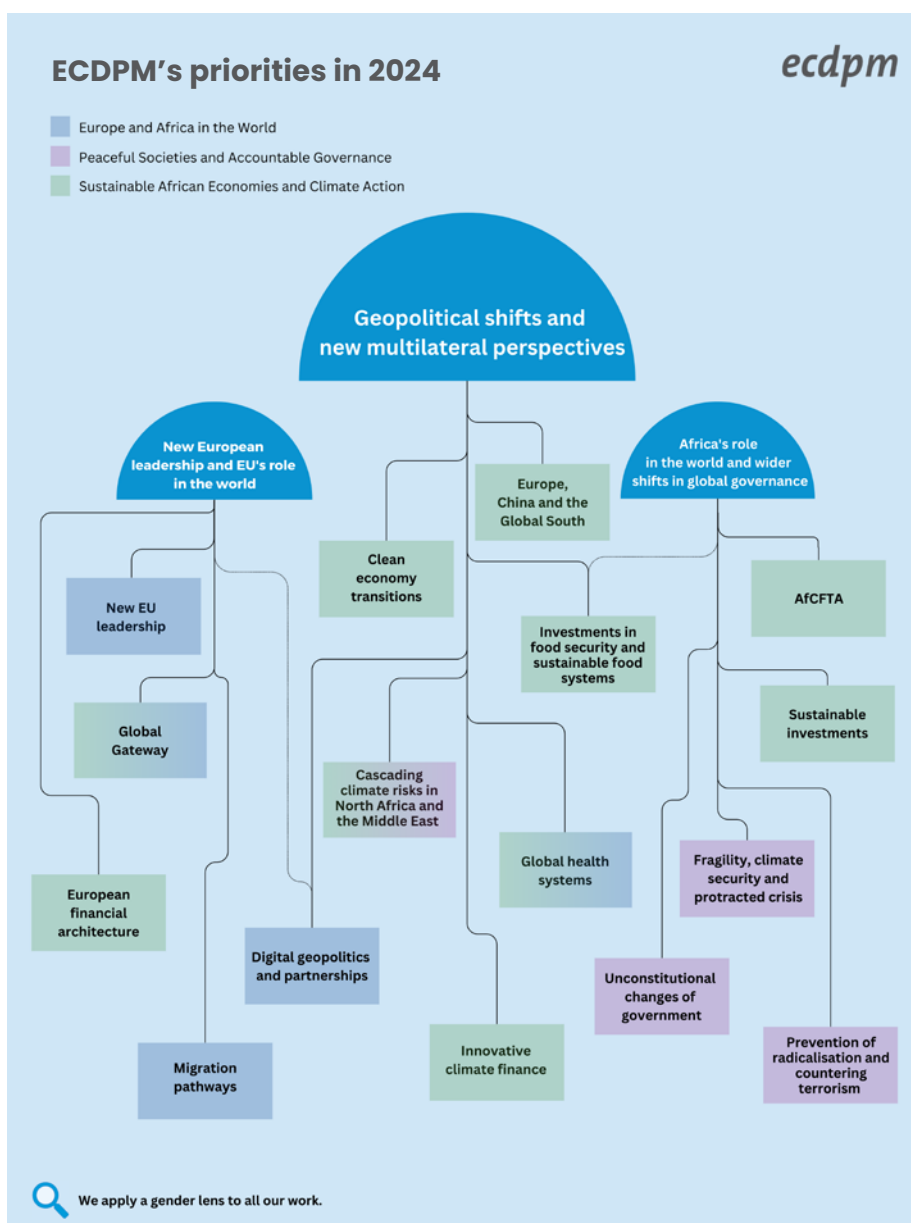 ECDPM’s priorities in 2024
ecdpm
Europe and Africa in the World
Peaceful Societies and Accountable Governance
Sustainable African Economies and Climate Action
Geopolitical shifts and
new multilateral perspectives
New European
leadership and EU's role
in the world
Africa's role
in the world and wider
shifts in global governance
Europe,
China and the
Global South
Clean
economy
transitions
AfCFTA
New EU
leadership
Investments in
food security and
sustainable food
systems
Global
Gateway
Sustainable
investments
Cascading
climate risks in
North Africa and
the Middle East
Global health
systems
Fragility, climate
security and
protracted crisis
European
financial
architecture
Digital geopolitics
and partnerships
Unconstitutional
changes of
government
Migration
pathways
Innovative
climate finance
Prevention of
radicalisation and
countering
terrorism
We apply a gender lens to all our work.